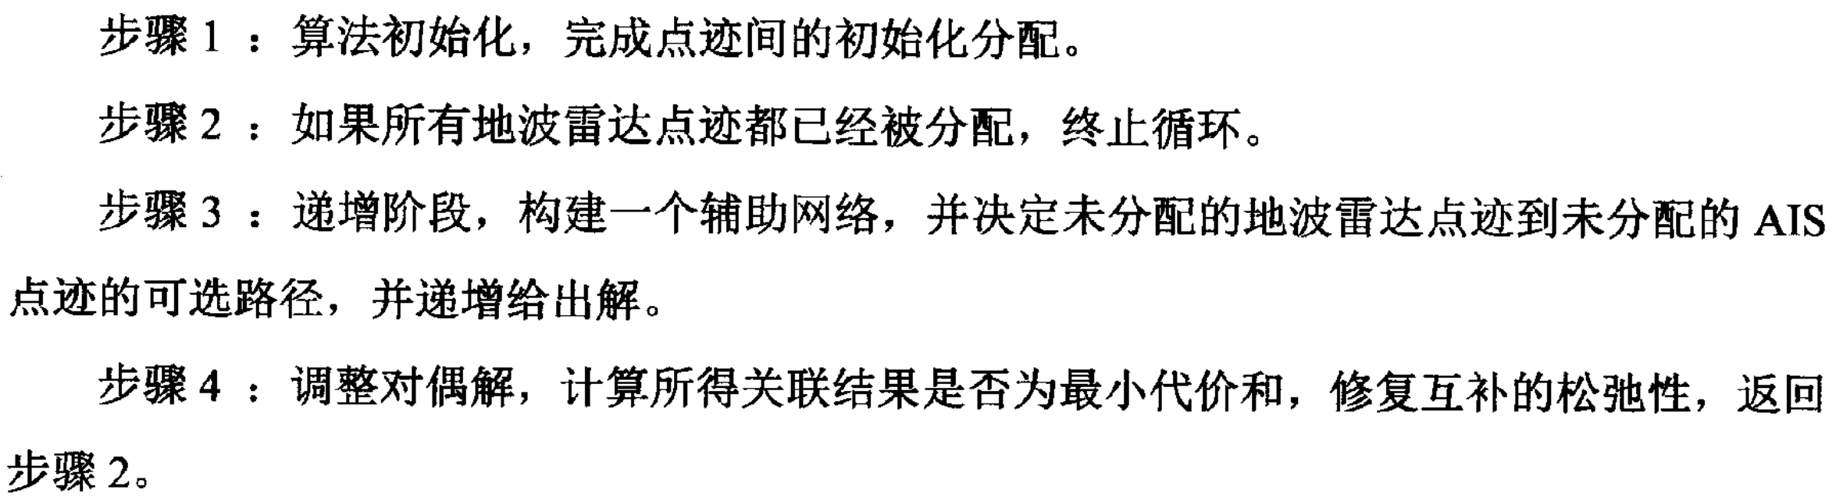 步骤 1 ：算法初始化，完成点迹间的初始化分配。
步骤 2 ：如果所有地波雷达点迹都已经被分配，终止循环。
步骤 3 ：递增阶段，构建一个辅助网络，并决定未分配的地波雷达点迹到未分配的 AIS
点迹的可选路径，并递增给出解。
步骤 4 ：调整对偶解，计算所得关联结果是否为最小代价和，修复互补的松弛性，返回
步骤 2。